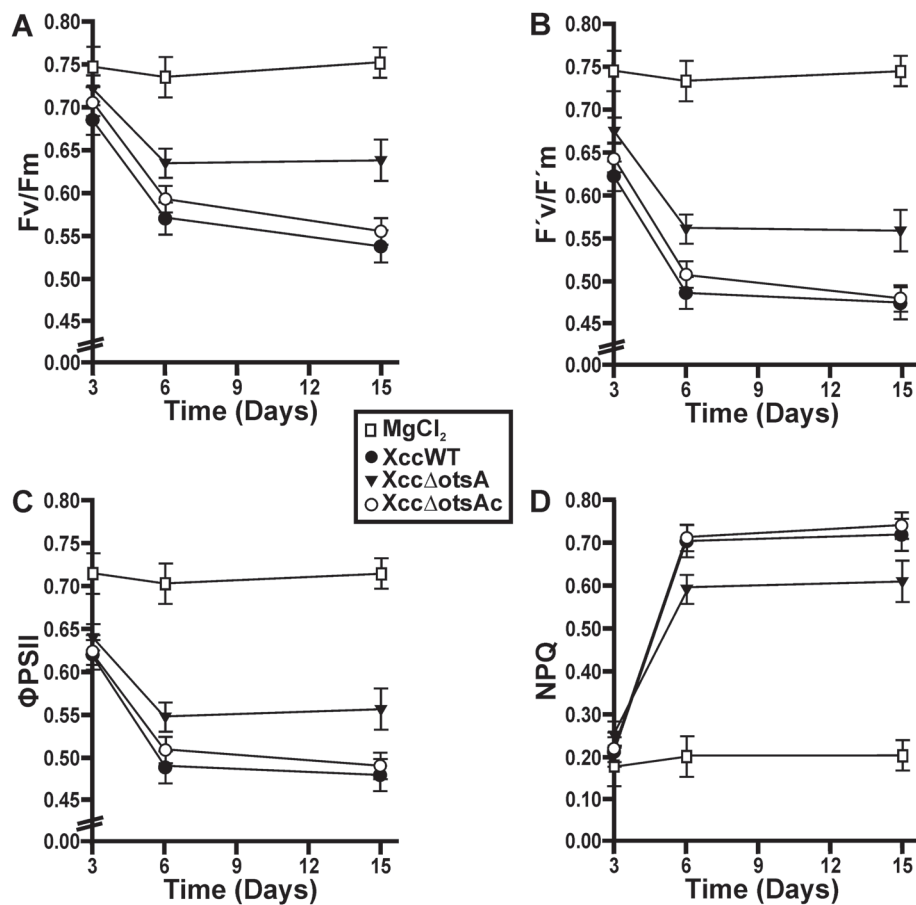 A
0.80
0.75
0.70
0.65
0.60
0.55
0.50
0.45
0.00
Fv/Fm
3 6 9 12 15
Time (Days)
B
0.80
0.75
0.70
0.65
0.60
0.55
0.50
0.45
0.00
F´v/F´m
3 6 9 12 15
Time (Days)
MgCl₂
XccWT
XccΔotsA
XccΔotsAc
C
0.80
0.75
0.70
0.65
0.60
0.55
0.50
0.45
0.00
ΦPSII
3 6 9 12 15
Time (Days)
D
0.80
0.70
0.60
0.50
0.40
0.30
0.20
0.10
0.00
NPQ
3 6 9 12 15
Time (Days)